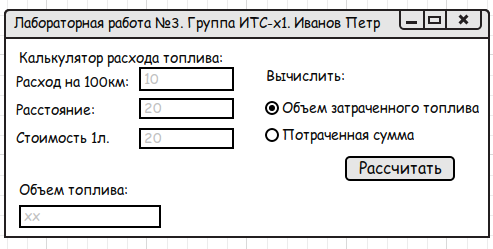 Лабораторная работа №3. Группа ИТС-х1. Иванов Петр
Калькулятор расхода топлива:
Расход на 100км: 10
Расстояние: 20
Стоимость 1л. 20
Вычислить:
Объем затраченного топлива
Потраченная сумма
Рассчитать
Объем топлива:
xx